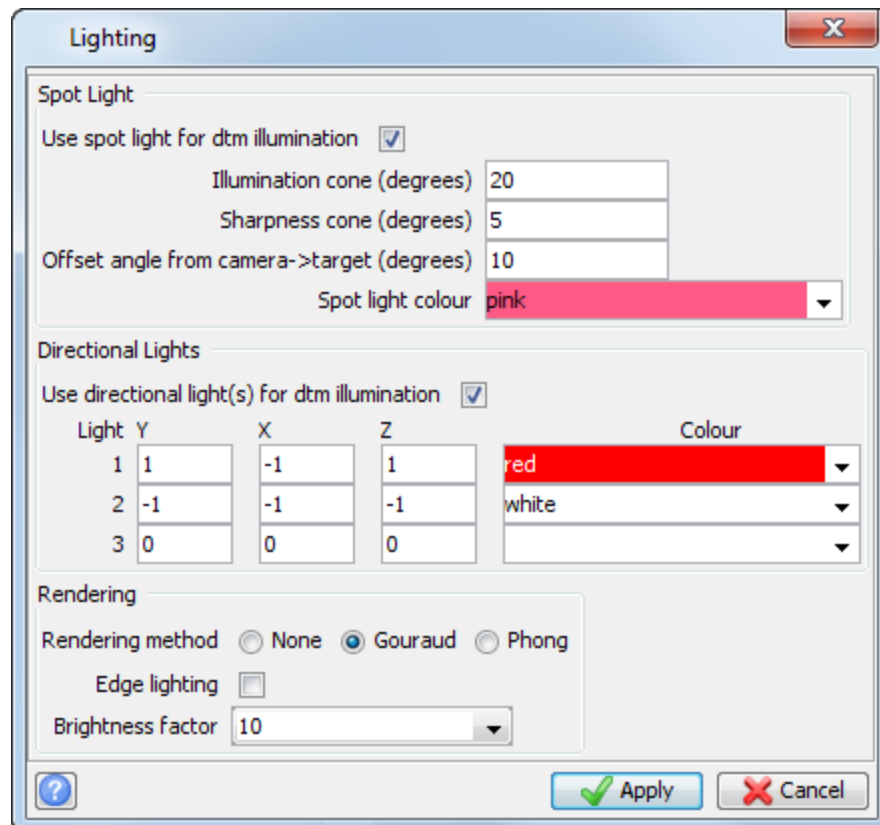 Lighting
Spot Light
Use spot light for dtm illumination
Illumination cone (degrees) 20
Sharpness cone (degrees) 5
Offset angle from camera->target (degrees) 10
Spot light colour pink
Directional Lights
Use directional light(s) for dtm illumination
Light Y X Z Colour
1 1 -1 1 red
2 -1 -1 -1 white
3 0 0 0
Rendering
Rendering method None Gouraud Phong
Edge lighting
Brightness factor 10
? Apply Cancel